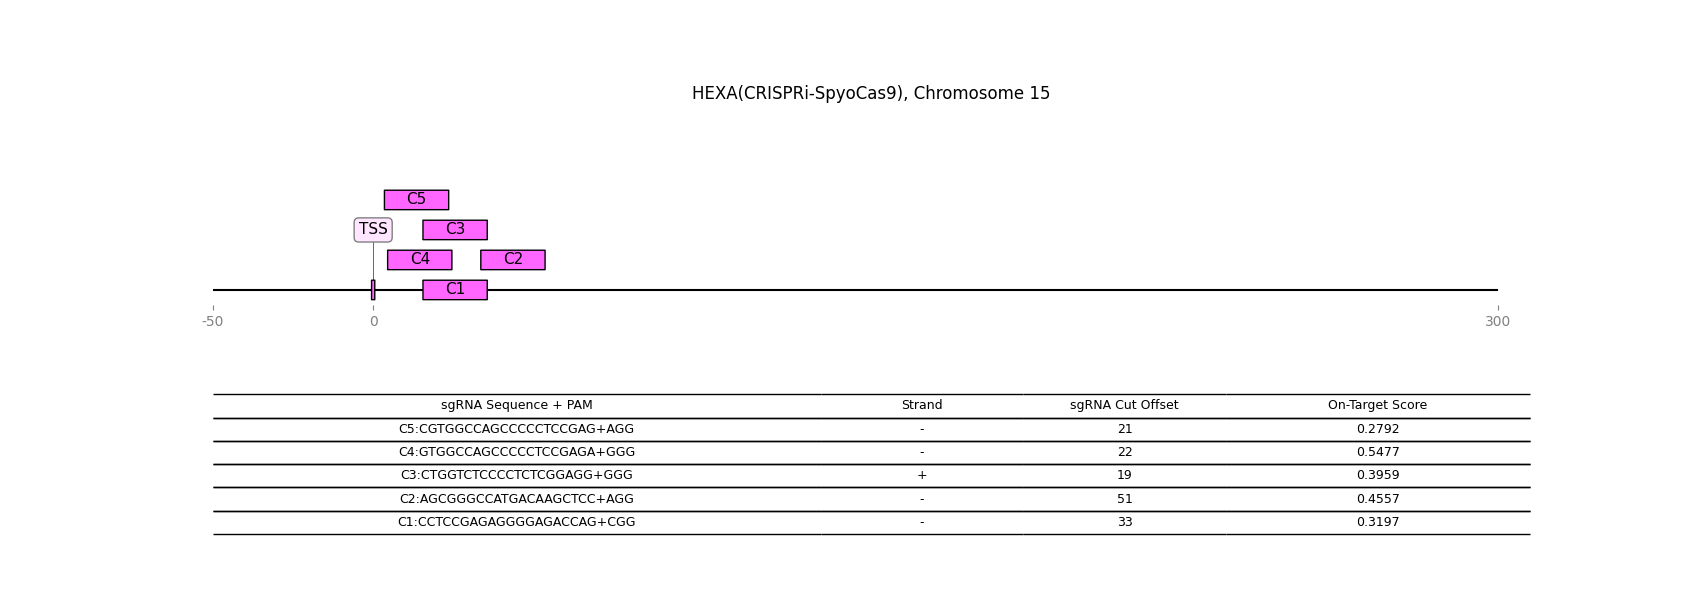 HEXA(CRISPRi-SpyoCas9), Chromosome 15
C5
TSS C3
C4 C2
C1
-50 0 300
sgRNA Sequence + PAM Strand sgRNA Cut Offset On-Target Score
C5:CGTGGCCAGCCCCCTCCGAG+AGG - 21 0.2792
C4:GTGGCCAGCCCCCTCCGAGA+GGG - 22 0.5477
C3:CTGGTCTCCCCTCTCGGAGG+GGG + 19 0.3959
C2:AGCGGGCCATGACAAGCTCC+AGG - 51 0.4557
C1:CCTCCGAGAGGGGAGACCAG+CGG - 33 0.3197